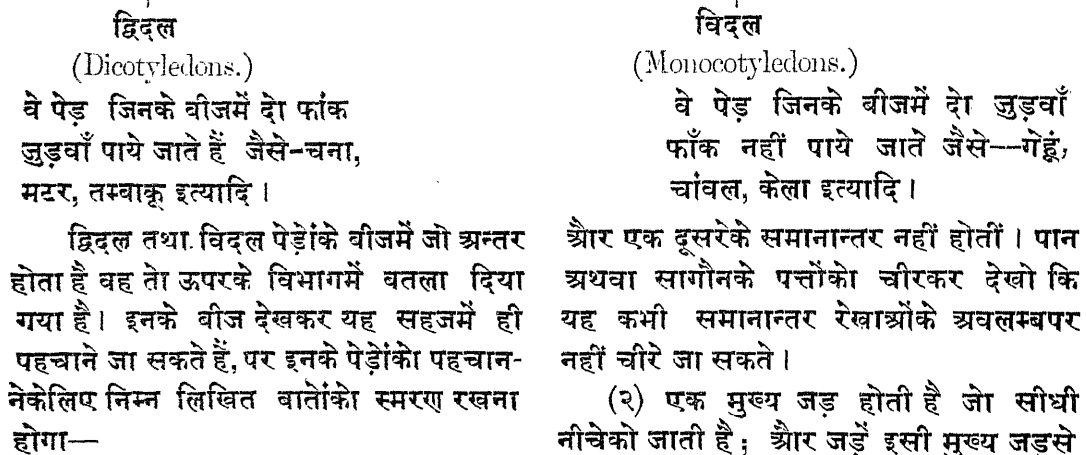 द्विदल
(Dicotyledons.)
वे पेड़ जिनके बीजमें दो फांक
जुड़वाँ पाये जाते हैं जैसे-चना,
मटर, तम्बाकू इत्यादि।
विदल
(Monocotyledons.)
वे पेड़ जिनके बीजमें दो जुड़वाँ
फाँक नहीं पाये जाते जैसे—गेहूं,
चांवल, केला इत्यादि।
द्विदल तथा विदल पेड़ोंके बीजमें जो अन्तर
होता है वह तो ऊपरके विभागमें बतला दिया
गया है। इनके बीज देखकर यह सहजमें ही
पहचाने जा सकते हैं, पर इनके पेड़ोंको पहचान-
नेकेलिए निम्न लिखित बातोंको स्मरण रखना
होगा—
और एक दूसरेके समानान्तर नहीं होतीं। पान
अथवा सागौनके पत्तोंको चीरकर देखो कि
यह कभी समानान्तर रेखाओंके अवलम्बपर
नहीं चीरे जा सकते।
(२) एक मुख्य जड़ होती है जो सीधी
नीचेको जाती है; और जड़ें इसी मुख्य जड़से